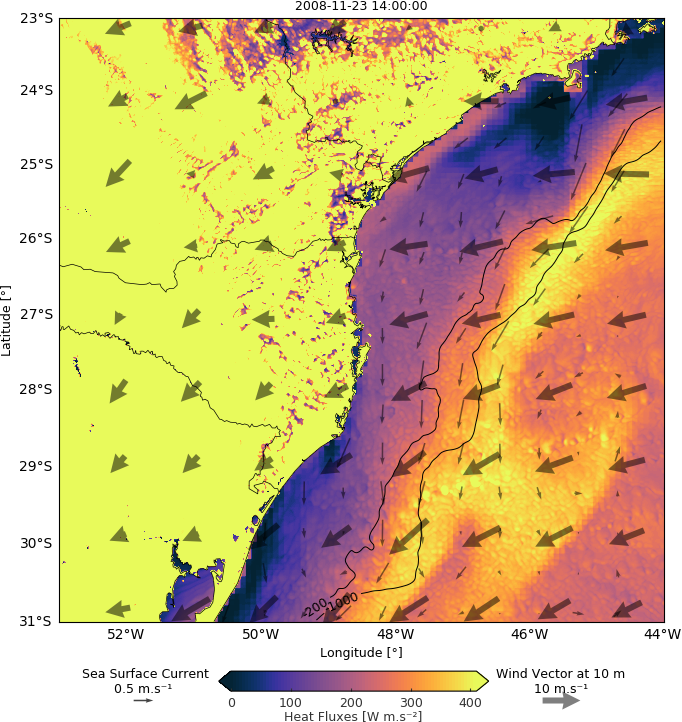 2008-11-23 14:00:00
23°S
24°S
25°S
26°S
27°S
28°S
29°S
30°S
31°S
Latitude [°]
200
1000
52°W 50°W 48°W 46°W 44°W
Longitude [°]
Sea Surface Current
0.5 m.s⁻¹
0 100 200 300 400
Heat Fluxes [W m.s⁻²]
Wind Vector at 10 m
10 m.s⁻¹